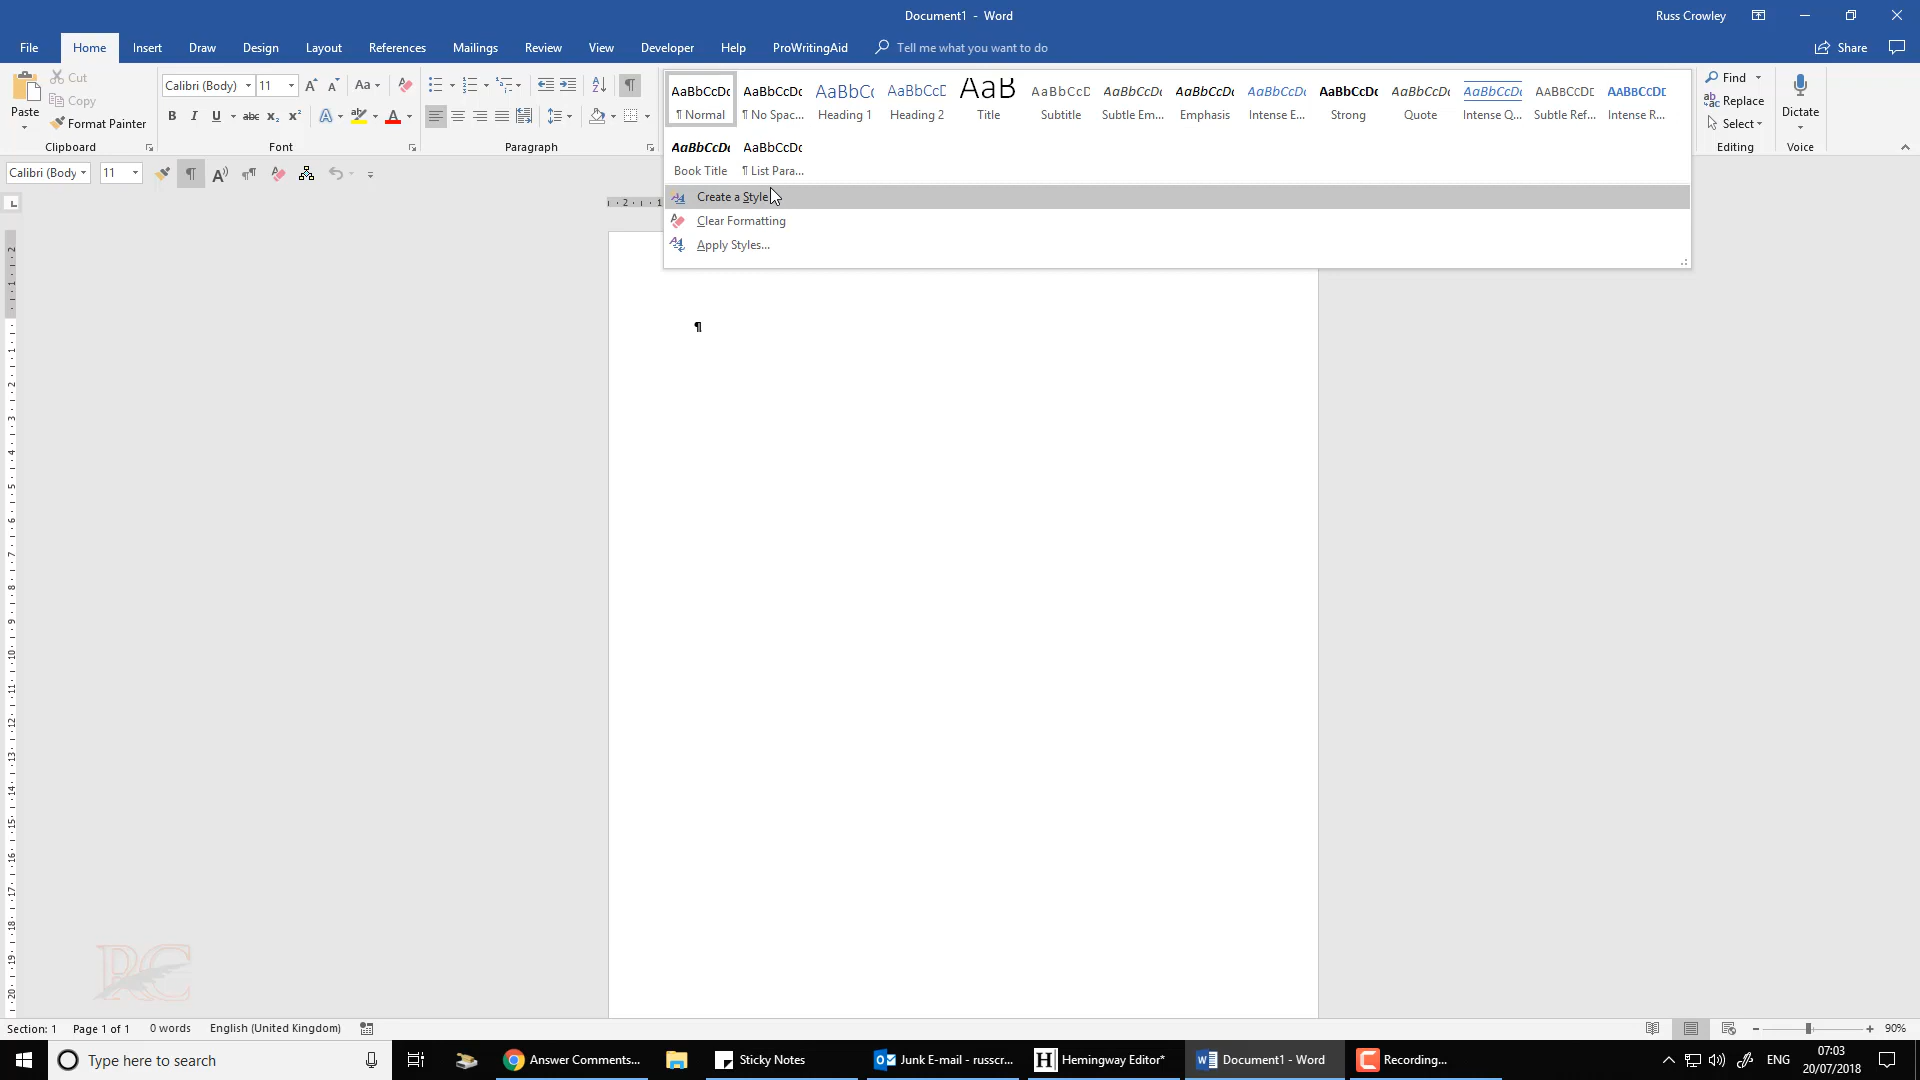 Document1 - Word
Russ Crowley
File Home Insert Draw Design Layout References Mailings Review View Developer Help ProWritingAid Tell me what you want to do
Share
Paste
Cut
Copy
Format Painter
Clipboard
Calibri (Body) 11
Font
Paragraph
AaBbCcDc AaBbCcDc AaBbCc AaBbCcD AaB AaBbCcD AaBbCcDc AaBbCcDc AaBbCcDc AaBbCcDc AaBbCcDc AaBbCcDc AaBbCcDd AaBbCcDd
¶ Normal ¶ No Spac... Heading 1 Heading 2 Title Subtitle Subtle Em... Emphasis Intense E... Strong Quote Intense Q... Subtle Ref... Intense R...
AaBbCcDc AaBbCcDc
Book Title ¶ List Para...
Create a Style
Clear Formatting
Apply Styles...
Find
Replace
Select
Editing
Dictate
Voice
Calibri (Body 11
¶
RC
Section: 1 Page 1 of 1 0 words English (United Kingdom)
90%
Type here to search
Answer Comments...
Sticky Notes
Junk E-mail - russcr...
Hemingway Editor*
Document1 - Word
Recording...
ENG
07:03
20/07/2018